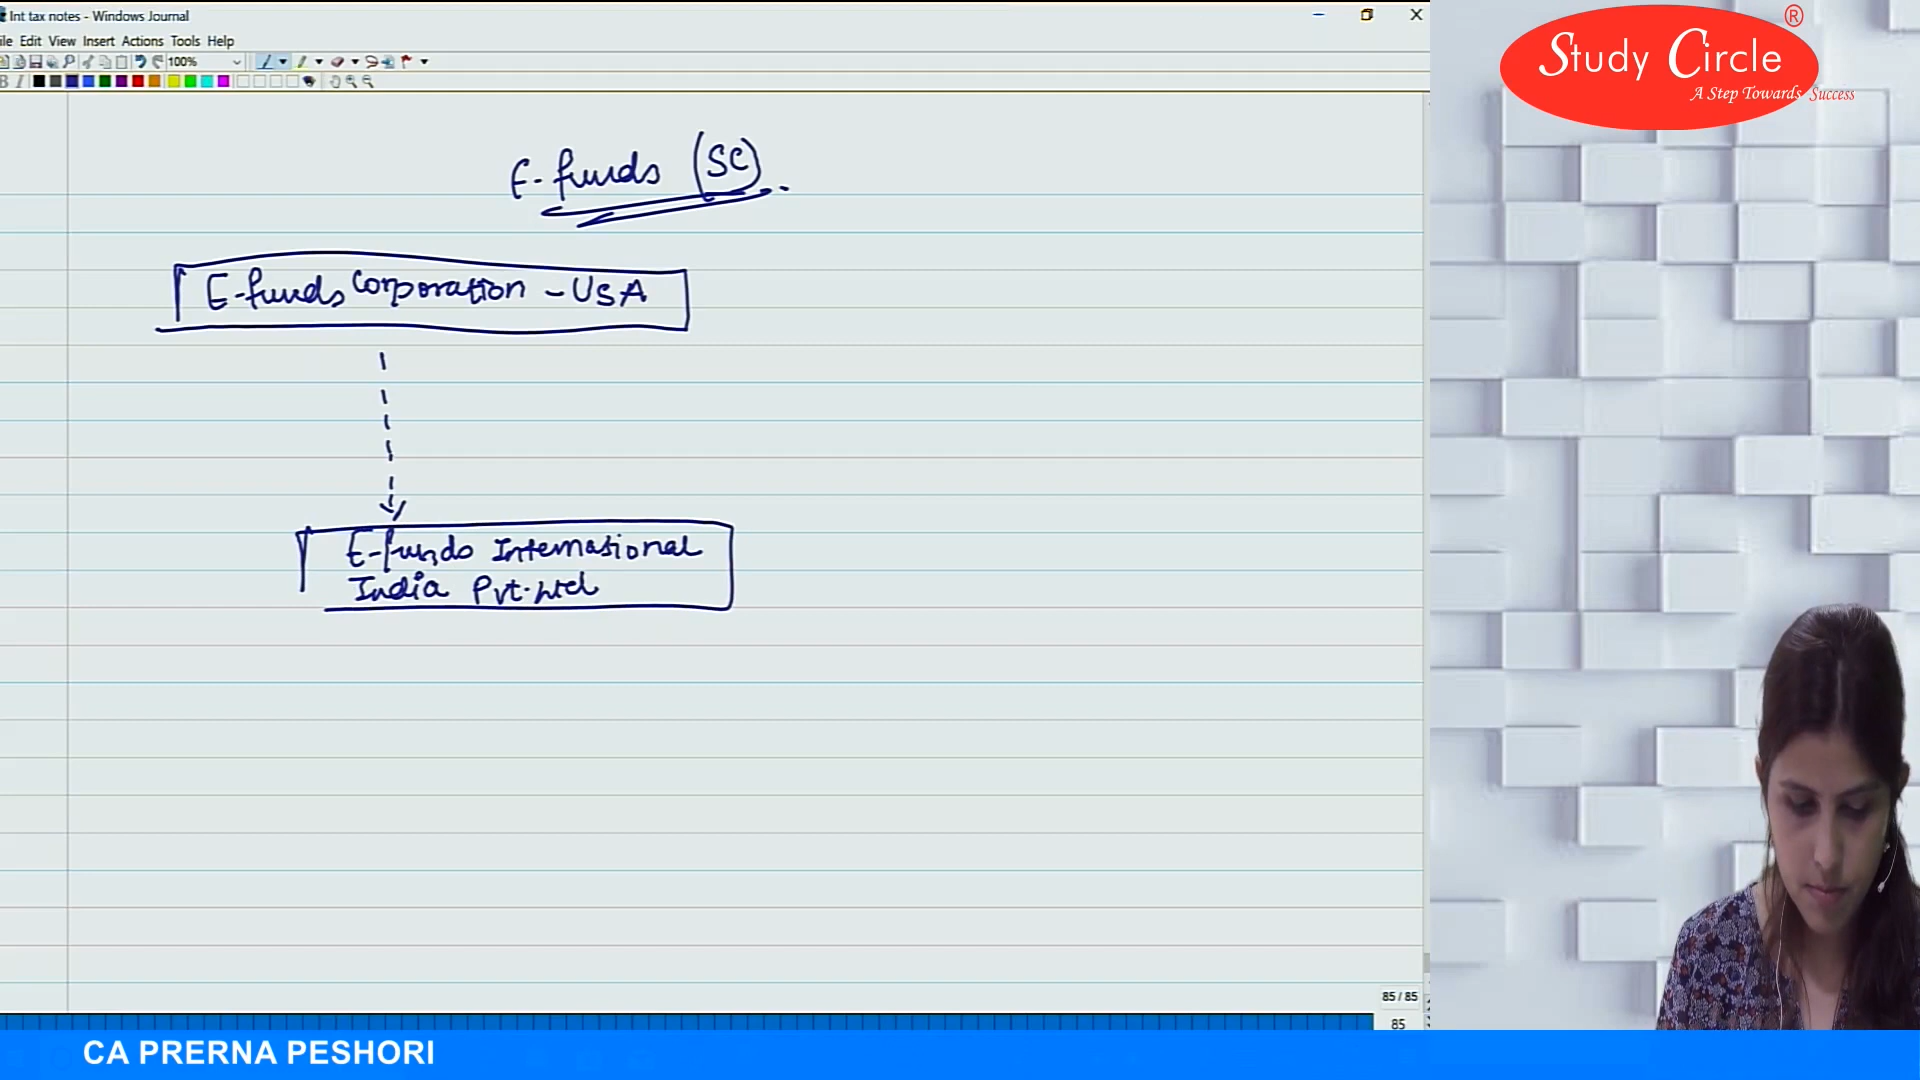 Int tax notes - Windows Journal
ile Edit View Insert Actions Tools Help
100%
B I
E-funds (SC)
E-funds Corporation - USA
E-funds International
India Pvt. Ltd
85 / 85
85
Study Circle ®
A Step Towards Success
CA PRERNA PESHORI